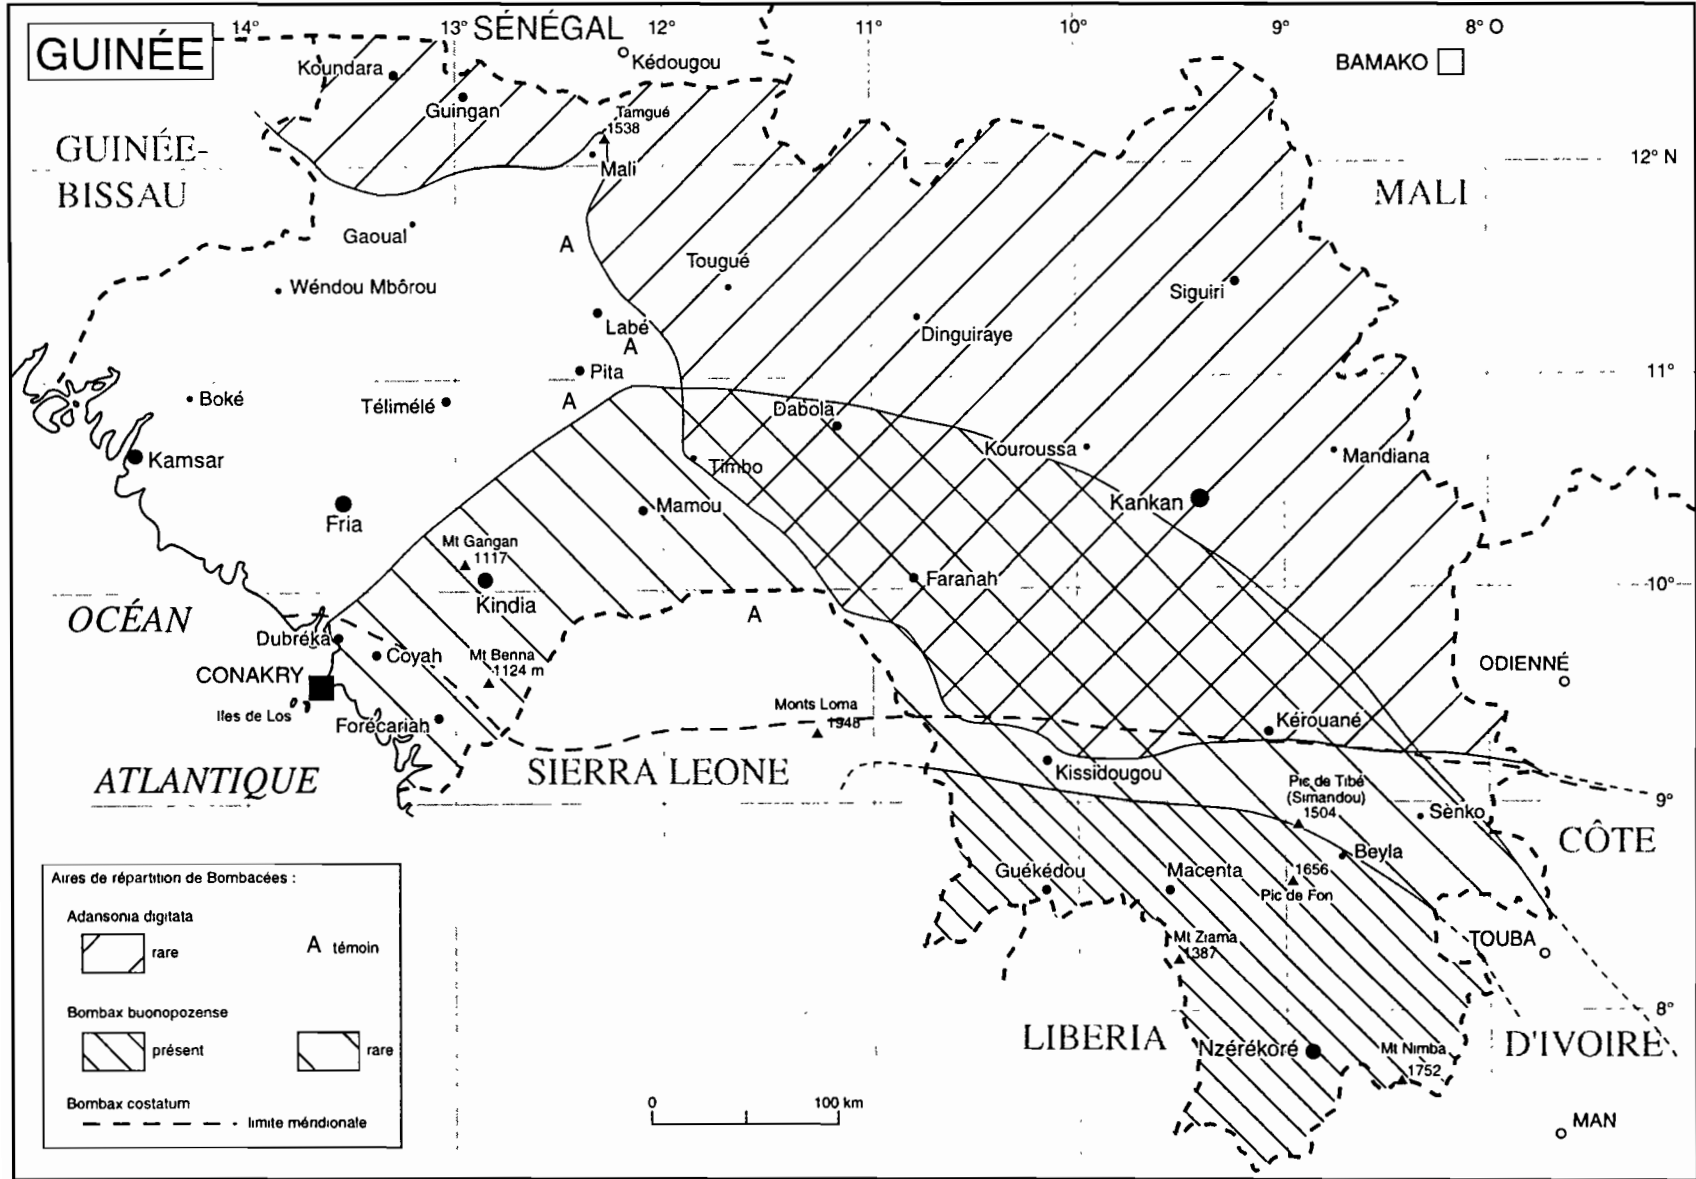 14°
13°
SÉNÉGAL
12°
11°
10°
9°
8° O
GUINÉE
Koundara
Kédougou
BAMAKO
Guingan
Tamgué
1538
GUINÉE-
BISSAU
Mali
12° N
MALI
Gaoual
A
Tougué
Wéndou Mbôrou
Siguiri
Labé
A
Dinguiraye
Pita
11°
Boké
Télimélé
A
Dabola
Kouroussa
Mandiana
Kamsar
Timbo
Kankan
Fria
Mamou
Mt Gangan
1117
Kindia
Faranah
10°
OCÉAN
A
Dubréka
Coyah
Mt Benna
1124 m
ODIENNÉ
CONAKRY
Iles de Los
Forécariah
Monts Loma
1948
Kérouané
ATLANTIQUE
SIERRA LEONE
Kissidougou
Pic de Tibé
(Simandou)
1504
Sènko
9°
CÔTE
Beyla
Guékédou
Macenta
1656
Pic de Fon
Aires de répartition de Bombacées :
Adansonia digitata
rare
A témoin
Mt Ziama
1387
TOUBA
Bombax buonopozense
présent
rare
8°
LIBERIA
Nzérékoré
Mt Nimba
1752
D'IVOIRE
Bombax costatum
limite méridionale
0
100 km
MAN